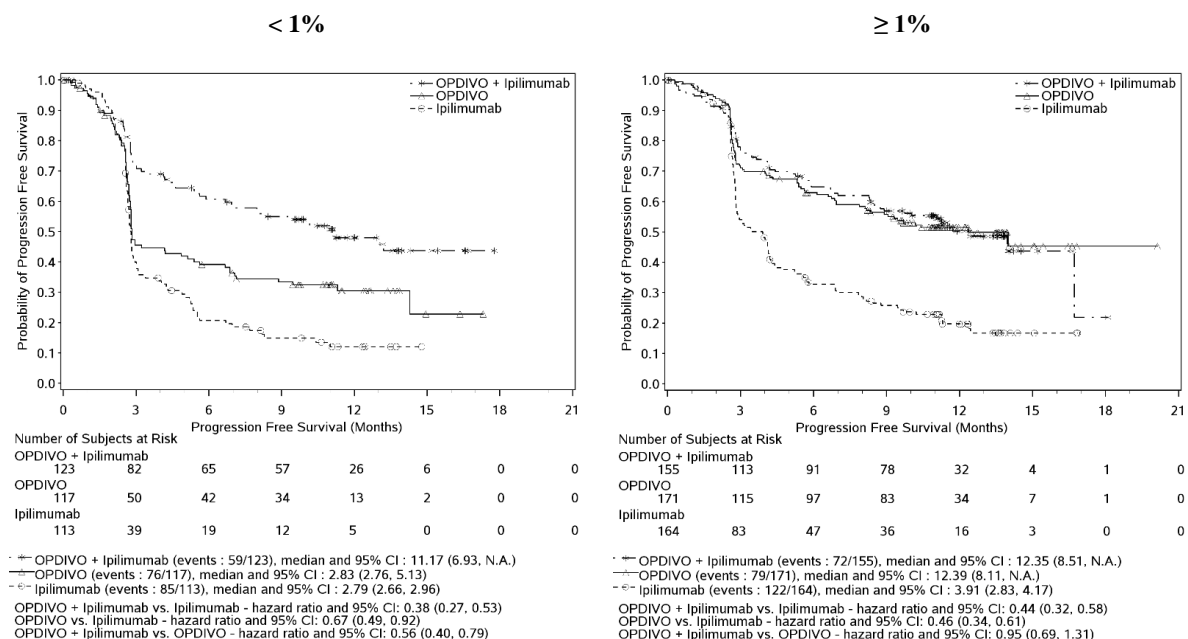 < 1%
1.0
0.9
0.8
0.7
0.6
0.5
0.4
0.3
0.2
0.1
0.0
Probability of Progression Free Survival
OPDIVO + Ipilimumab
OPDIVO
Ipilimumab
0 3 6 9 12 15 18 21
Progression Free Survival (Months)
Number of Subjects at Risk
OPDIVO + Ipilimumab
123 82 65 57 26 6 0 0
OPDIVO
117 50 42 34 13 2 0 0
Ipilimumab
113 39 19 12 5 0 0 0
OPDIVO + Ipilimumab (events : 59/123), median and 95% CI : 11.17 (6.93, N.A.)
OPDIVO (events : 76/117), median and 95% CI : 2.83 (2.76, 5.13)
Ipilimumab (events : 85/113), median and 95% CI : 2.79 (2.66, 2.96)
OPDIVO + Ipilimumab vs. Ipilimumab - hazard ratio and 95% CI: 0.38 (0.27, 0.53)
OPDIVO vs. Ipilimumab - hazard ratio and 95% CI: 0.67 (0.49, 0.92)
OPDIVO + Ipilimumab vs. OPDIVO - hazard ratio and 95% CI: 0.56 (0.40, 0.79)
≥ 1%
1.0
0.9
0.8
0.7
0.6
0.5
0.4
0.3
0.2
0.1
0.0
Probability of Progression Free Survival
OPDIVO + Ipilimumab
OPDIVO
Ipilimumab
0 3 6 9 12 15 18 21
Progression Free Survival (Months)
Number of Subjects at Risk
OPDIVO + Ipilimumab
155 113 91 78 32 4 1 0
OPDIVO
171 115 97 83 34 7 1 0
Ipilimumab
164 83 47 36 16 3 0 0
OPDIVO + Ipilimumab (events : 72/155), median and 95% CI : 12.35 (8.51, N.A.)
OPDIVO (events : 79/171), median and 95% CI : 12.39 (8.11, N.A.)
Ipilimumab (events : 122/164), median and 95% CI : 3.91 (2.83, 4.17)
OPDIVO + Ipilimumab vs. Ipilimumab - hazard ratio and 95% CI: 0.44 (0.32, 0.58)
OPDIVO vs. Ipilimumab - hazard ratio and 95% CI: 0.46 (0.34, 0.61)
OPDIVO + Ipilimumab vs. OPDIVO - hazard ratio and 95% CI: 0.95 (0.69, 1.31)